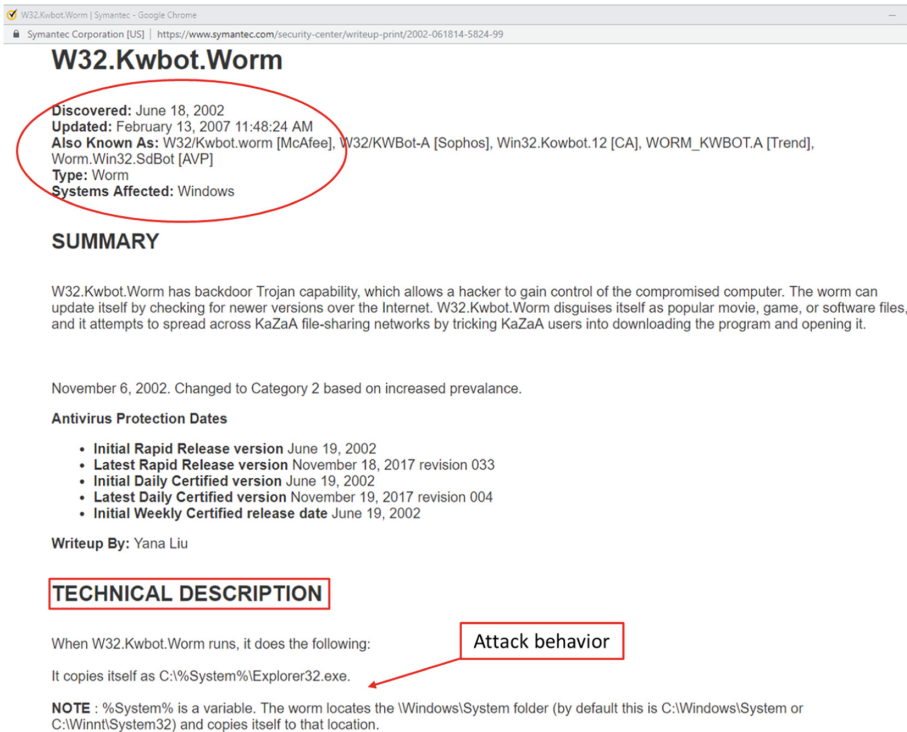 W32.Kwbot.Worm | Symantec - Google Chrome
Symantec Corporation [US] | https://www.symantec.com/security-center/writeup-print/2002-061814-5824-99
W32.Kwbot.Worm
Discovered: June 18, 2002
Updated: February 13, 2007 11:48:24 AM
Also Known As: W32/Kwbot.worm [McAfee], W32/KWBot-A [Sophos], Win32.Kowbot.12 [CA], WORM_KWBOT.A [Trend],
Worm.Win32.SdBot [AVP]
Type: Worm
Systems Affected: Windows
SUMMARY
W32.Kwbot.Worm has backdoor Trojan capability, which allows a hacker to gain control of the compromised computer. The worm can
update itself by checking for newer versions over the Internet. W32.Kwbot.Worm disguises itself as popular movie, game, or software files,
and it attempts to spread across KaZaA file-sharing networks by tricking KaZaA users into downloading the program and opening it.
November 6, 2002. Changed to Category 2 based on increased prevalance.
Antivirus Protection Dates
• Initial Rapid Release version June 19, 2002
• Latest Rapid Release version November 18, 2017 revision 033
• Initial Daily Certified version June 19, 2002
• Latest Daily Certified version November 19, 2017 revision 004
• Initial Weekly Certified release date June 19, 2002
Writeup By: Yana Liu
TECHNICAL DESCRIPTION
When W32.Kwbot.Worm runs, it does the following:
Attack behavior
It copies itself as C:\%System%\Explorer32.exe.
NOTE : %System% is a variable. The worm locates the \Windows\System folder (by default this is C:\Windows\System or
C:\Winnt\System32) and copies itself to that location.